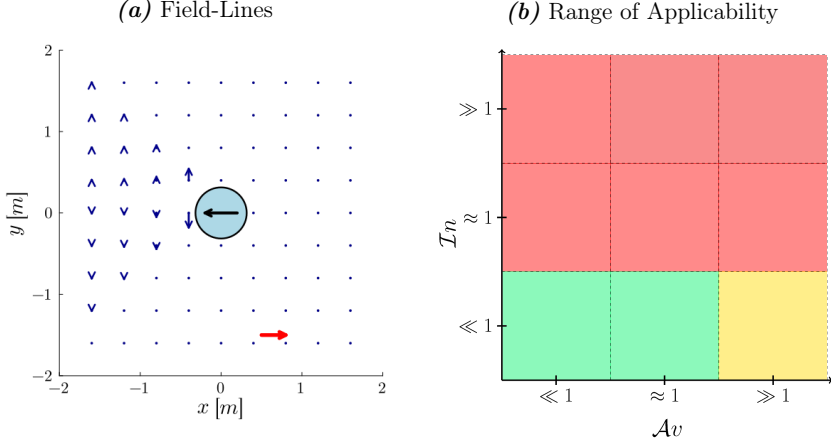 (a) Field-Lines
2
1
0
−1
−2
−2 −1 0 1 2
x [m]
y [m]
(b) Range of Applicability
≫ 1
≈ 1
≪ 1
In
≪ 1 ≈ 1 ≫ 1
Av